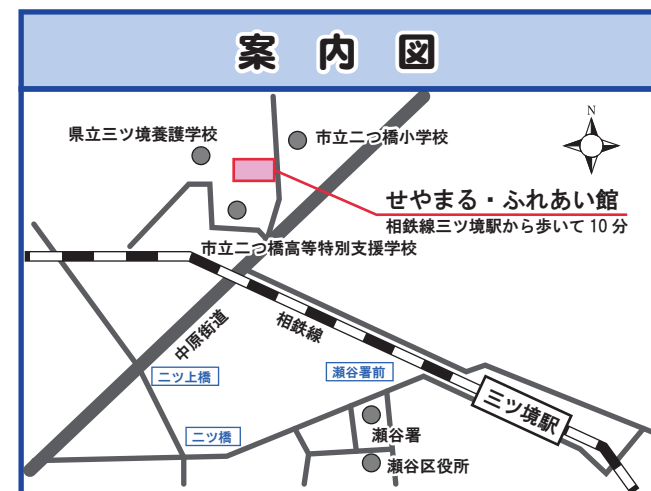 案内図
N
県立三ツ境養護学校
市立二つ橋小学校
せやまる・ふれあい館
相鉄線三ツ境駅から歩いて10分
市立二つ橋高等特別支援学校
中原街道
相鉄線
二ツ上橋
瀬谷署前
三ツ境駅
二ツ橋
瀬谷署
瀬谷区役所